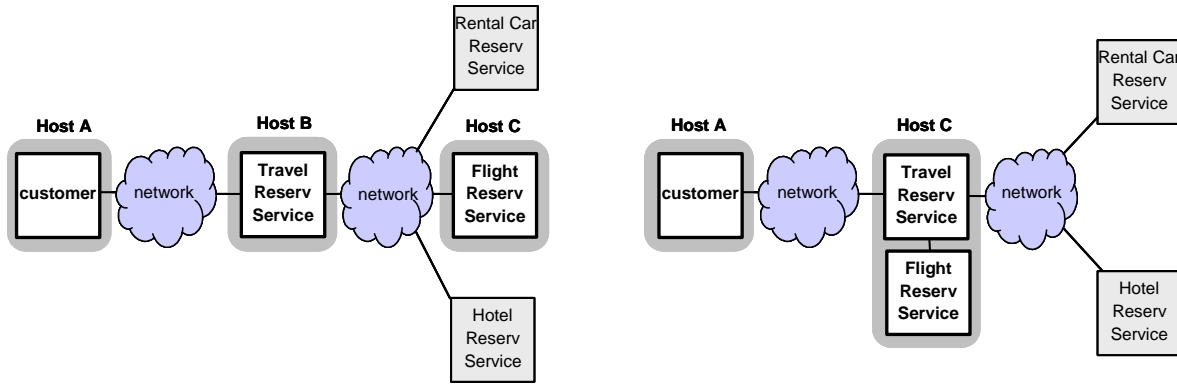 Rental Car
Reserv
Service
Host A
Host B
Host C
customer
network
Travel
Reserv
Service
network
Flight
Reserv
Service
Hotel
Reserv
Service
Rental Car
Reserv
Service
Host A
Host C
customer
network
Travel
Reserv
Service
network
Flight
Reserv
Service
Hotel
Reserv
Service